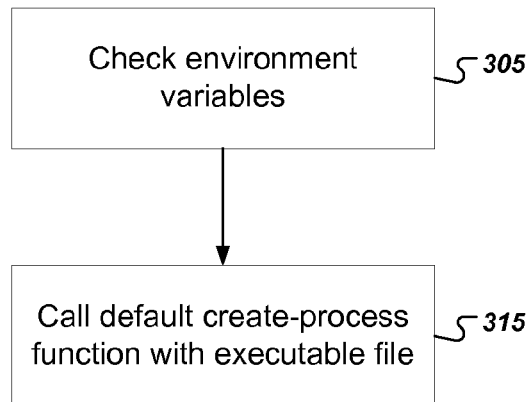 Check environment
variables
305
Call default create-process
function with executable file
315